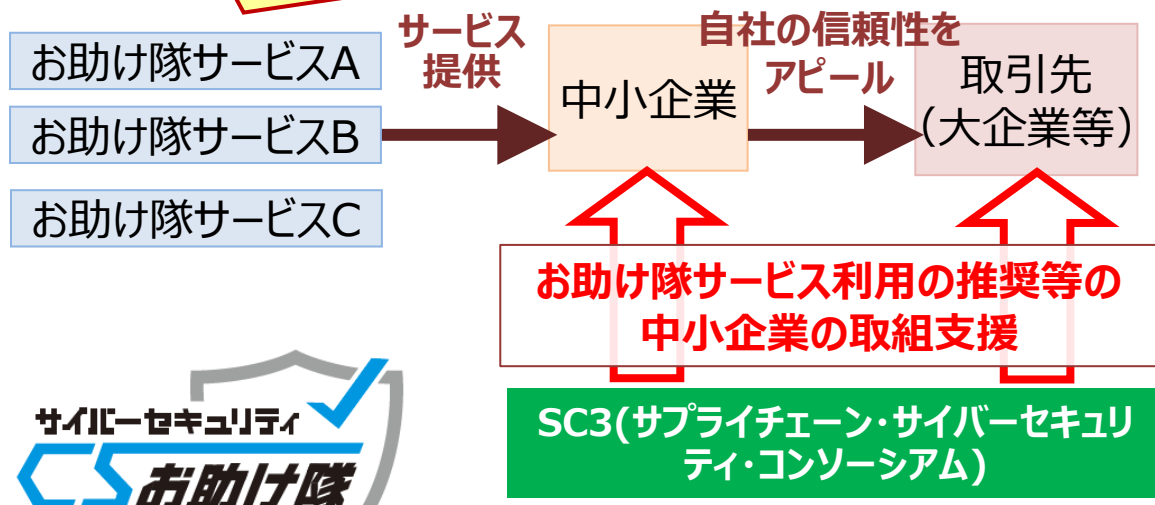 お助け隊サービスA
お助け隊サービスB
お助け隊サービスC
サービス
提供
中小企業
自社の信頼性を
アピール
取引先
(大企業等)
お助け隊サービス利用の推奨等の
中小企業の取組支援
SC3(サプライチェーン・サイバーセキュリ
ティ・コンソーシアム)
サイバーセキュリティ
CSお助け隊